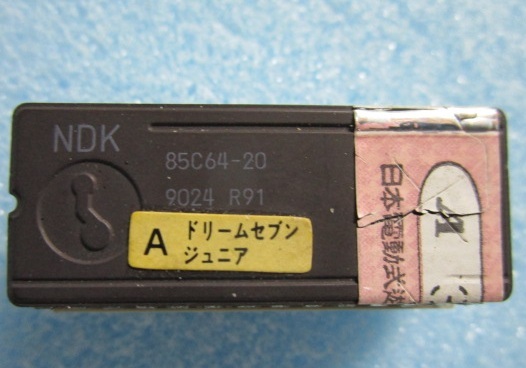 NDK
85C64-20
9024 R91
A
ドリームセブン
ジュニア
日本電動式遊